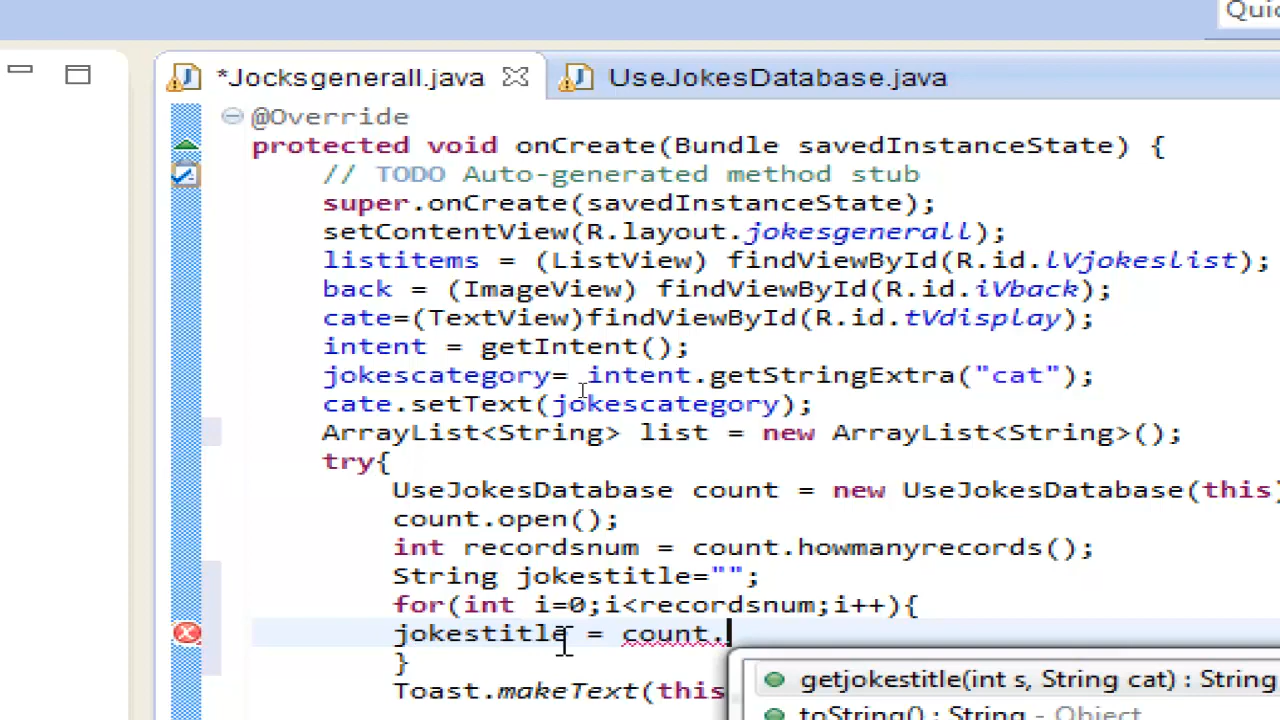 Quic
*Jocksgenerall.java
UseJokesDatabase.java
@Override
protected void onCreate(Bundle savedInstanceState) {
// TODO Auto-generated method stub
super.onCreate(savedInstanceState);
setContentView(R.layout.jokesgenerall);
listitems = (ListView) findViewById(R.id.lVjokeslist);
back = (ImageView) findViewById(R.id.iVback);
cate=(TextView)findViewById(R.id.tVdisplay);
intent = getIntent();
jokescategory= intent.getStringExtra("cat");
cate.setText(jokescategory);
ArrayList<String> list = new ArrayList<String>();
try{
UseJokesDatabase count = new UseJokesDatabase(this)
count.open();
int recordsnum = count.howmanyrecords();
String jokestitle="";
for(int i=0;i<recordsnum;i++){
jokestitle = count.
}
getjokestitle(int s, String cat) : String
Toast.makeText(this
toString() : String - Object